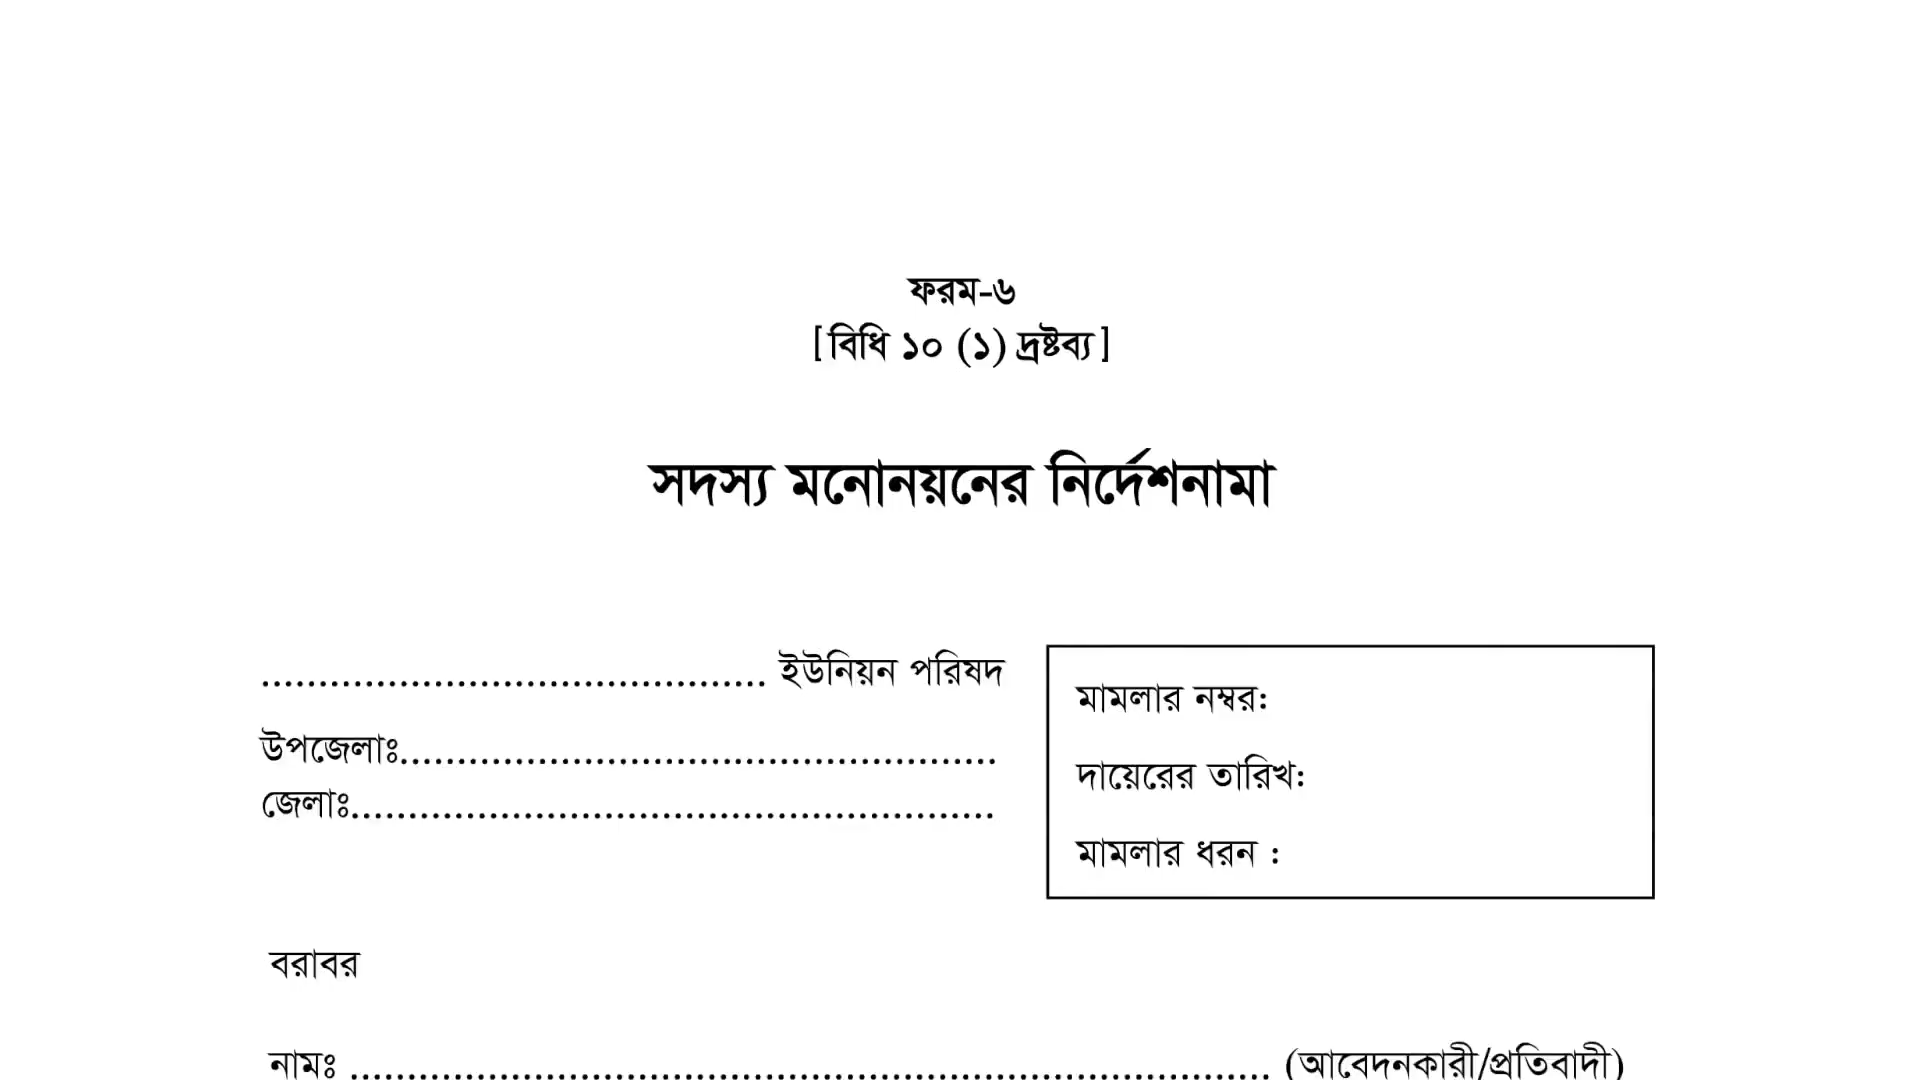 ফরম-৬
[বিধি ১০ (১) দ্রষ্টব্য]
সদস্য মনোনয়নের নির্দেশনামা
............................................ ইউনিয়ন পরিষদ
উপজেলাঃ....................................................
জেলাঃ........................................................
মামলার নম্বর:
দায়েরের তারিখ:
মামলার ধরন :
বরাবর
নামঃ ................................................................................ (আবেদনকারী/প্রতিবাদী)